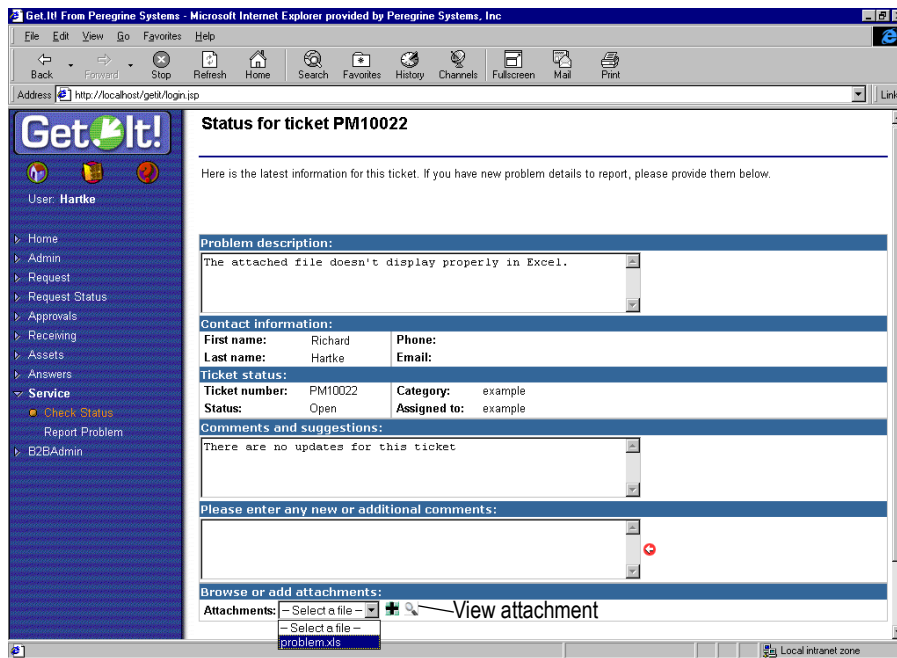 Get.It! From Peregrine Systems - Microsoft Internet Explorer provided by Peregrine Systems, Inc
File Edit View Go Favorites Help
Back Forward Stop Refresh Home Search Favorites History Channels Fullscreen Mail Print
Address http://localhost/getit/login.jsp Link
Get It!
User: Hartke
Home
Admin
Request
Request Status
Approvals
Receiving
Assets
Answers
Service
Check Status
Report Problem
B2BAdmin
Status for ticket PM10022
Here is the latest information for this ticket. If you have new problem details to report, please provide them below.
Problem description:
The attached file doesn't display properly in Excel.
Contact information:
First name: Richard Phone:
Last name: Hartke Email:
Ticket status:
Ticket number: PM10022 Category: example
Status: Open Assigned to: example
Comments and suggestions:
There are no updates for this ticket
Please enter any new or additional comments:
Browse or add attachments:
Attachments: -- Select a file -- View attachment
-- Select a file --
problem.xls
Local intranet zone